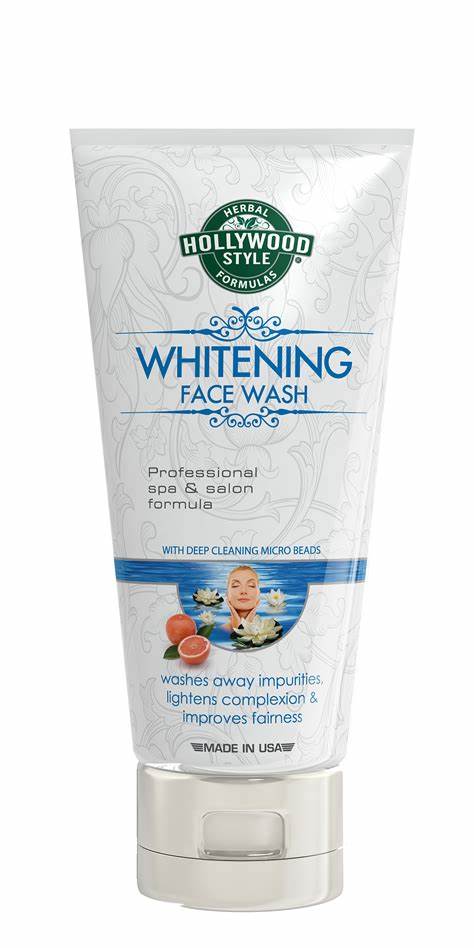 HERBAL
HOLLYWOOD
STYLE®
FORMULAS
WHITENING
FACE WASH
Professional
spa & salon
formula
WITH DEEP CLEANING MICRO BEADS
washes away impurities,
lightens complexion &
improves fairness
MADE IN USA